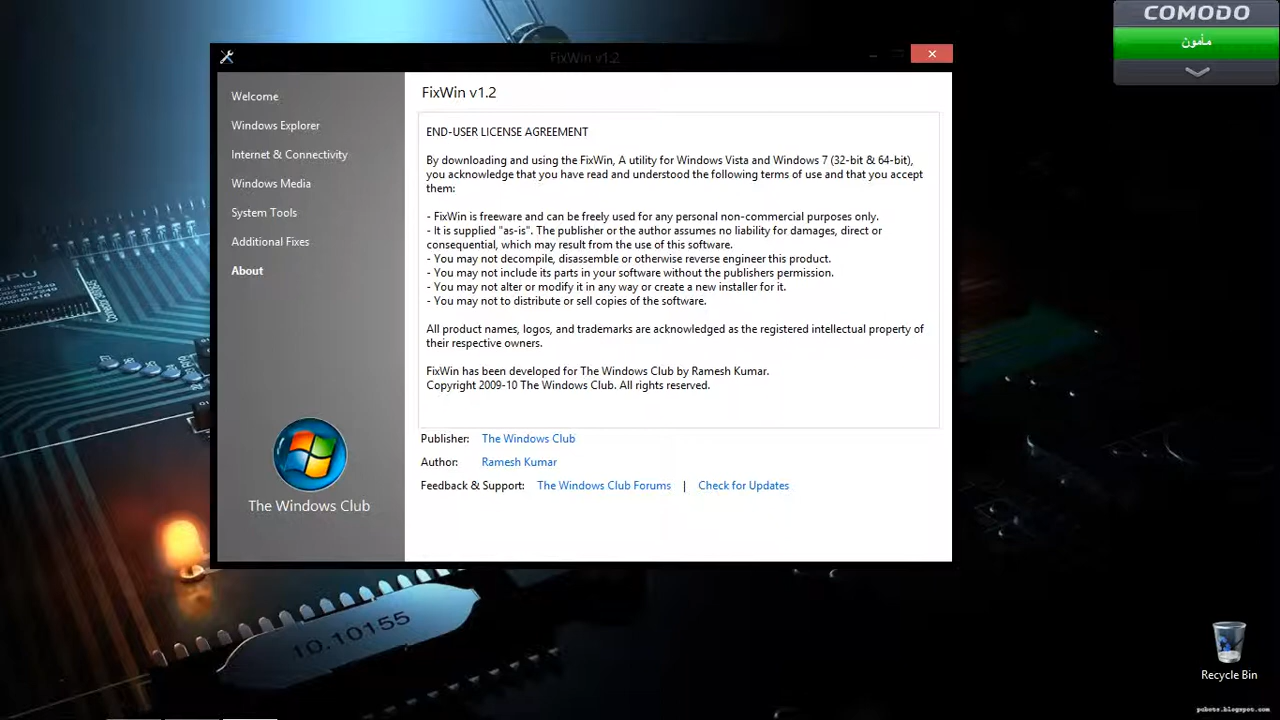 COMODO
مأمون
FixWin v1.2
Welcome
Windows Explorer
Internet & Connectivity
Windows Media
System Tools
Additional Fixes
About
The Windows Club
FixWin v1.2
END-USER LICENSE AGREEMENT
By downloading and using the FixWin, A utility for Windows Vista and Windows 7 (32-bit & 64-bit),
you acknowledge that you have read and understood the following terms of use and that you accept
them:
- FixWin is freeware and can be freely used for any personal non-commercial purposes only.
- It is supplied "as-is". The publisher or the author assumes no liability for damages, direct or
consequential, which may result from the use of this software.
- You may not decompile, disassemble or otherwise reverse engineer this product.
- You may not include its parts in your software without the publishers permission.
- You may not alter or modify it in any way or create a new installer for it.
- You may not to distribute or sell copies of the software.
All product names, logos, and trademarks are acknowledged as the registered intellectual property of
their respective owners.
FixWin has been developed for The Windows Club by Ramesh Kumar.
Copyright 2009-10 The Windows Club. All rights reserved.
Publisher: The Windows Club
Author: Ramesh Kumar
Feedback & Support: The Windows Club Forums | Check for Updates
10.10155
Recycle Bin